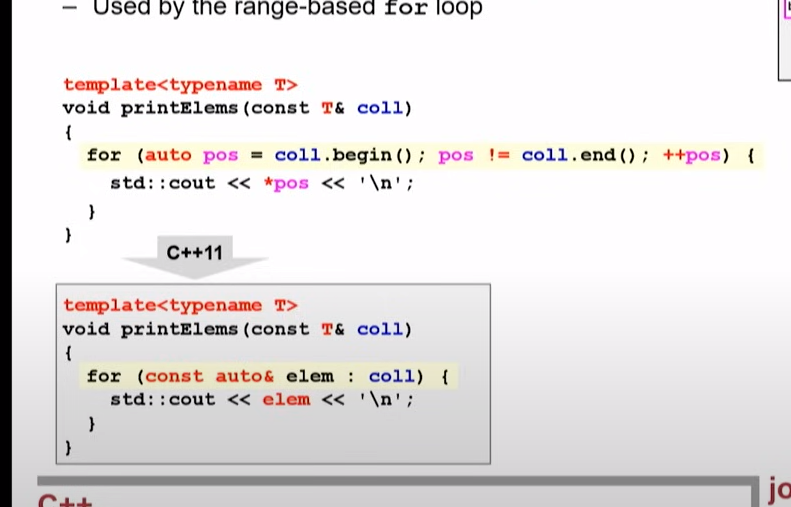 – Used by the range-based for loop
template<typename T>
void printElems(const T& coll)
{
for (auto pos = coll.begin(); pos != coll.end(); ++pos) {
std::cout << *pos << '\n';
}
}
C++11
template<typename T>
void printElems(const T& coll)
{
for (const auto& elem : coll) {
std::cout << elem << '\n';
}
}
C++
jo